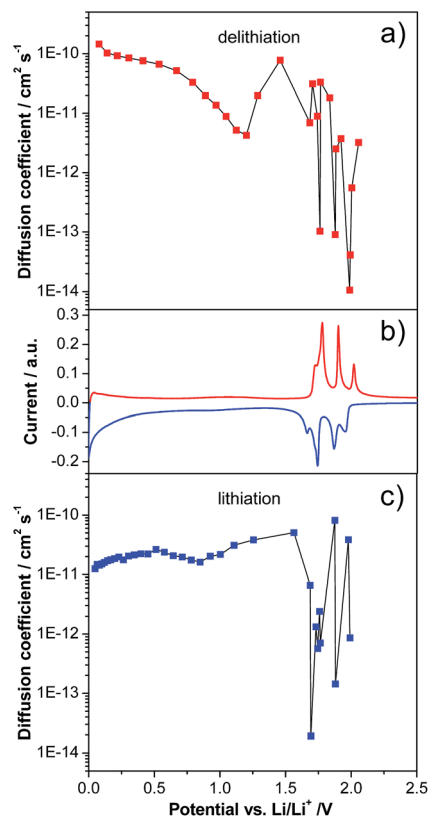 delithiation
a)
Diffusion coefficient / cm² s⁻¹
1E-10
1E-11
1E-12
1E-13
1E-14
b)
Current / a.u.
0.3
0.2
0.1
0.0
-0.1
-0.2
lithiation
c)
Diffusion coefficient / cm² s⁻¹
1E-10
1E-11
1E-12
1E-13
1E-14
0.0 0.5 1.0 1.5 2.0 2.5
Potential vs. Li/Li⁺ /V